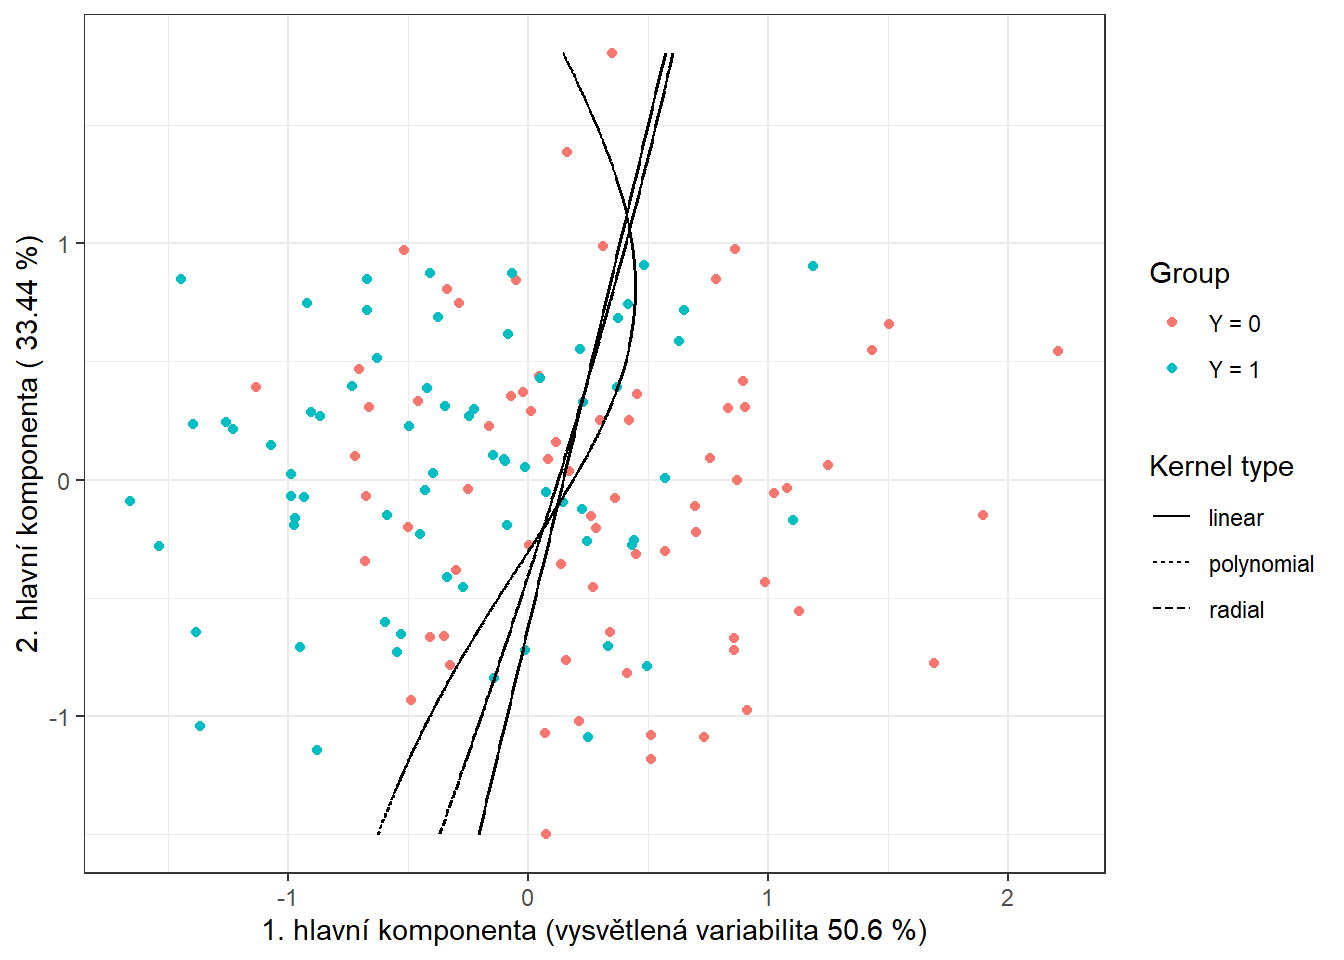 2. hlavní komponenta ( 33.44 %)
1
0
-1
-1
0
1
2
1. hlavní komponenta (vysvětlená variabilita 50.6 %)
Group
Y = 0
Y = 1
Kernel type
linear
polynomial
radial